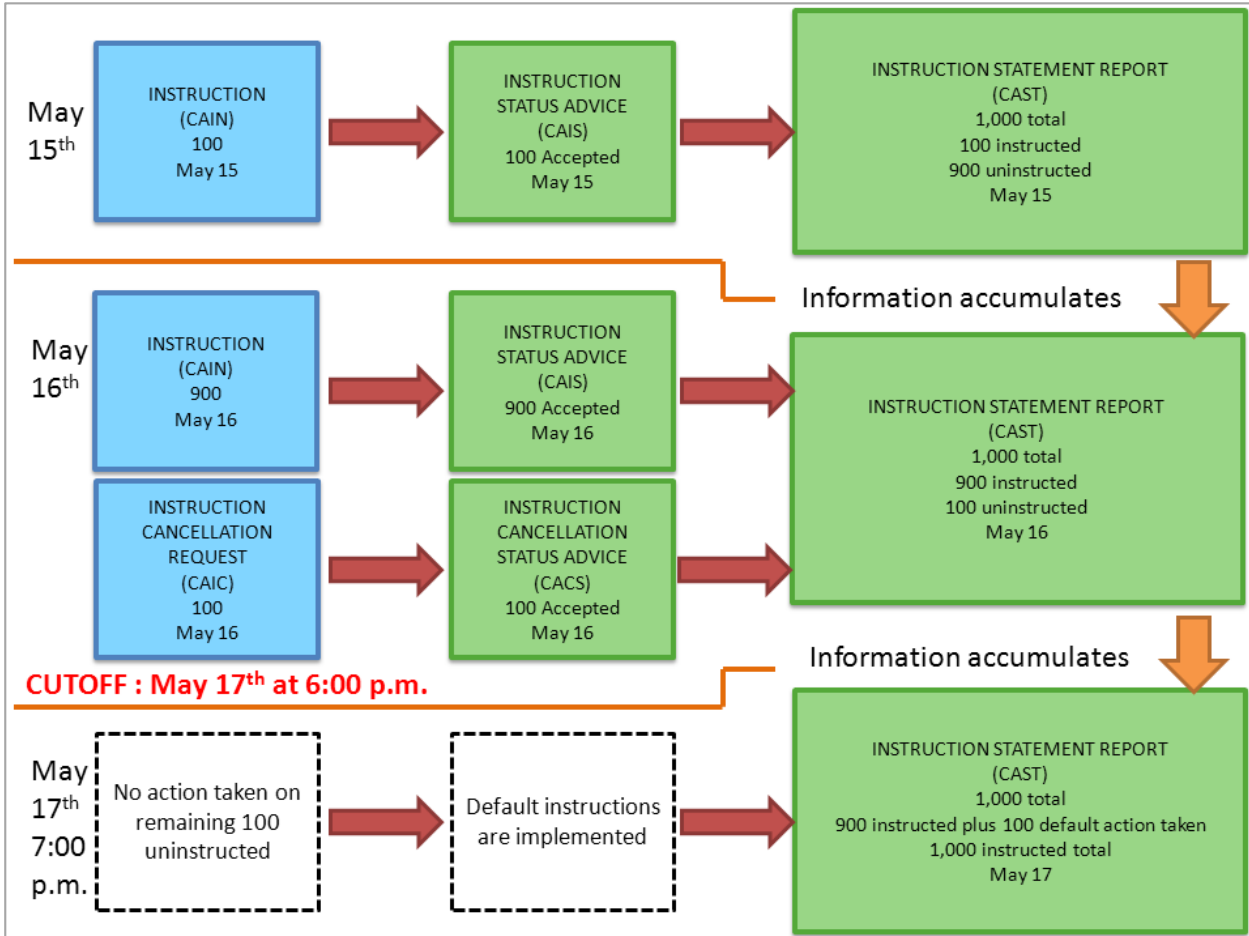 May
15th
INSTRUCTION
(CAIN)
100
May 15
INSTRUCTION
STATUS ADVICE
(CAIS)
100 Accepted
May 15
INSTRUCTION STATEMENT REPORT
(CAST)
1,000 total
100 instructed
900 uninstructed
May 15
Information accumulates
May
16th
INSTRUCTION
(CAIN)
900
May 16
INSTRUCTION
STATUS ADVICE
(CAIS)
900 Accepted
May 16
INSTRUCTION
CANCELLATION
REQUEST
(CAIC)
100
May 16
INSTRUCTION
CANCELLATION
STATUS ADVICE
(CACS)
100 Accepted
May 16
INSTRUCTION STATEMENT REPORT
(CAST)
1,000 total
900 instructed
100 uninstructed
May 16
Information accumulates
CUTOFF : May 17th at 6:00 p.m.
May
17th
7:00
p.m.
No action taken on
remaining 100
uninstructed
Default instructions
are implemented
INSTRUCTION STATEMENT REPORT
(CAST)
1,000 total
900 instructed plus 100 default action taken
1,000 instructed total
May 17